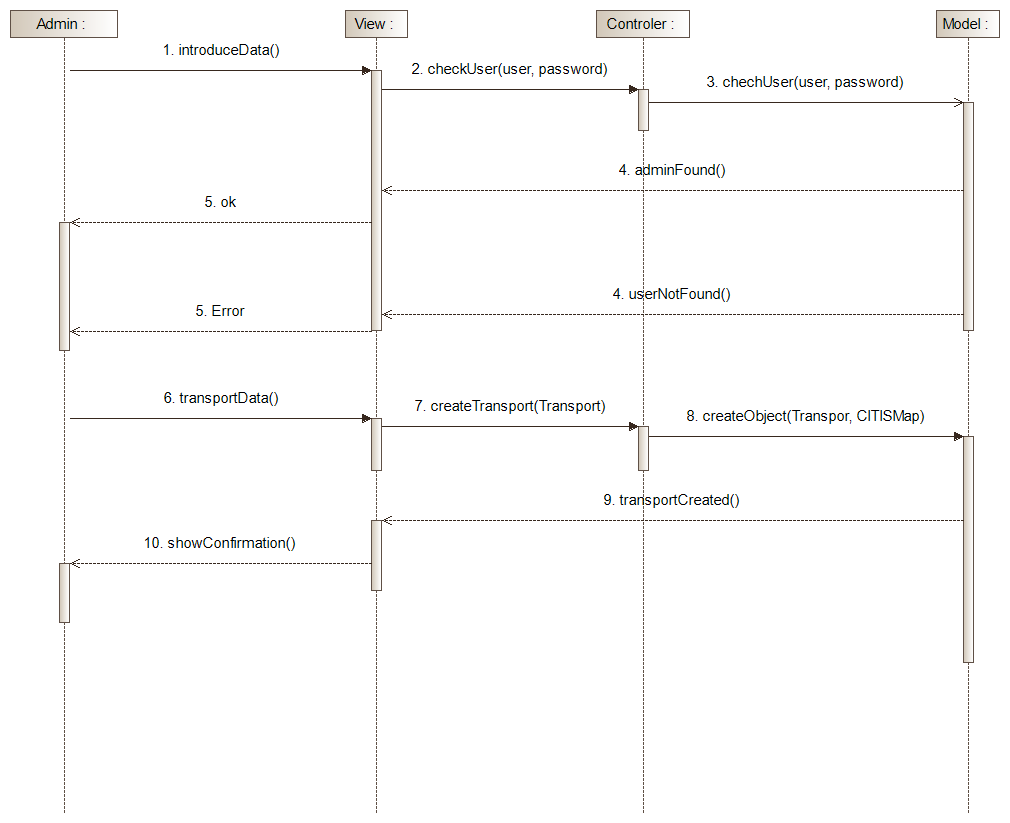 Admin :
View :
Controler :
Model :
1. introduceData()
2. checkUser(user, password)
3. chechUser(user, password)
4. adminFound()
5. ok
4. userNotFound()
5. Error
6. transportData()
7. createTransport(Transport)
8. createObject(Transpor, CITISMap)
9. transportCreated()
10. showConfirmation()